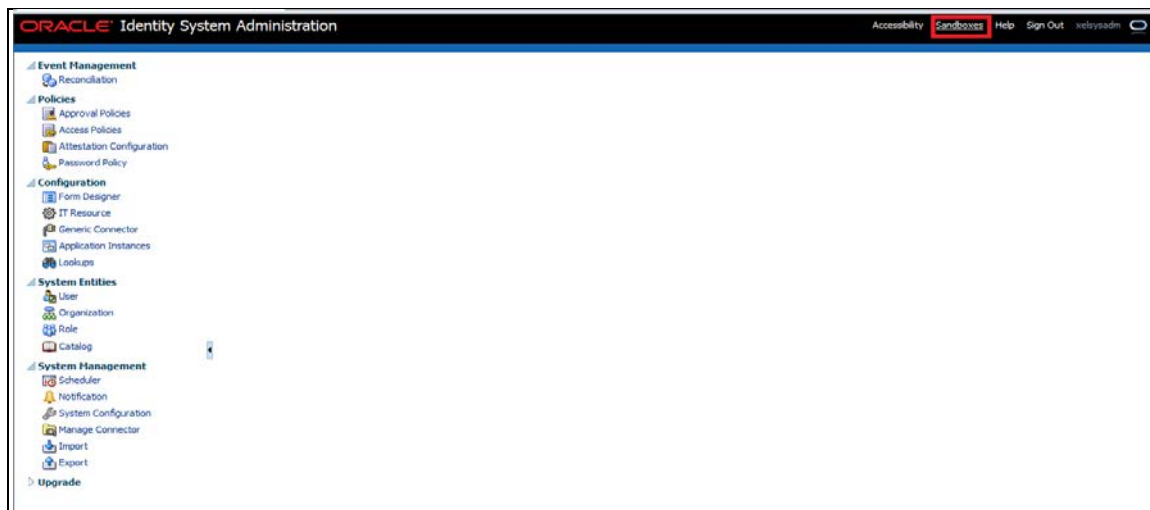 ORACLE Identity System Administration
Accessibility Sandboxes Help Sign Out xelsysadm
Event Management
Reconciliation
Policies
Approval Policies
Access Policies
Attestation Configuration
Password Policy
Configuration
Form Designer
IT Resource
Generic Connector
Application Instances
Lookups
System Entities
User
Organization
Role
Catalog
System Management
Scheduler
Notification
System Configuration
Manage Connector
Import
Export
Upgrade